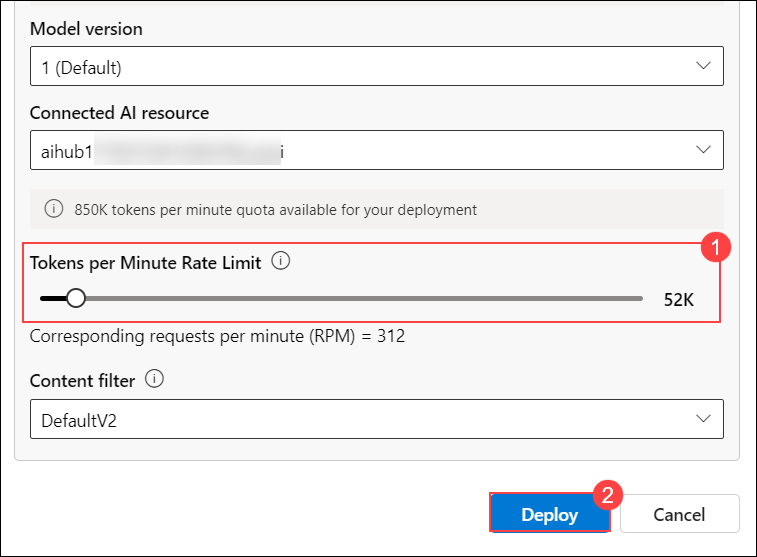 Model version
1 (Default)
Connected AI resource
aihub1
850K tokens per minute quota available for your deployment
1
Tokens per Minute Rate Limit
52K
Corresponding requests per minute (RPM) = 312
Content filter
DefaultV2
2
Deploy
Cancel